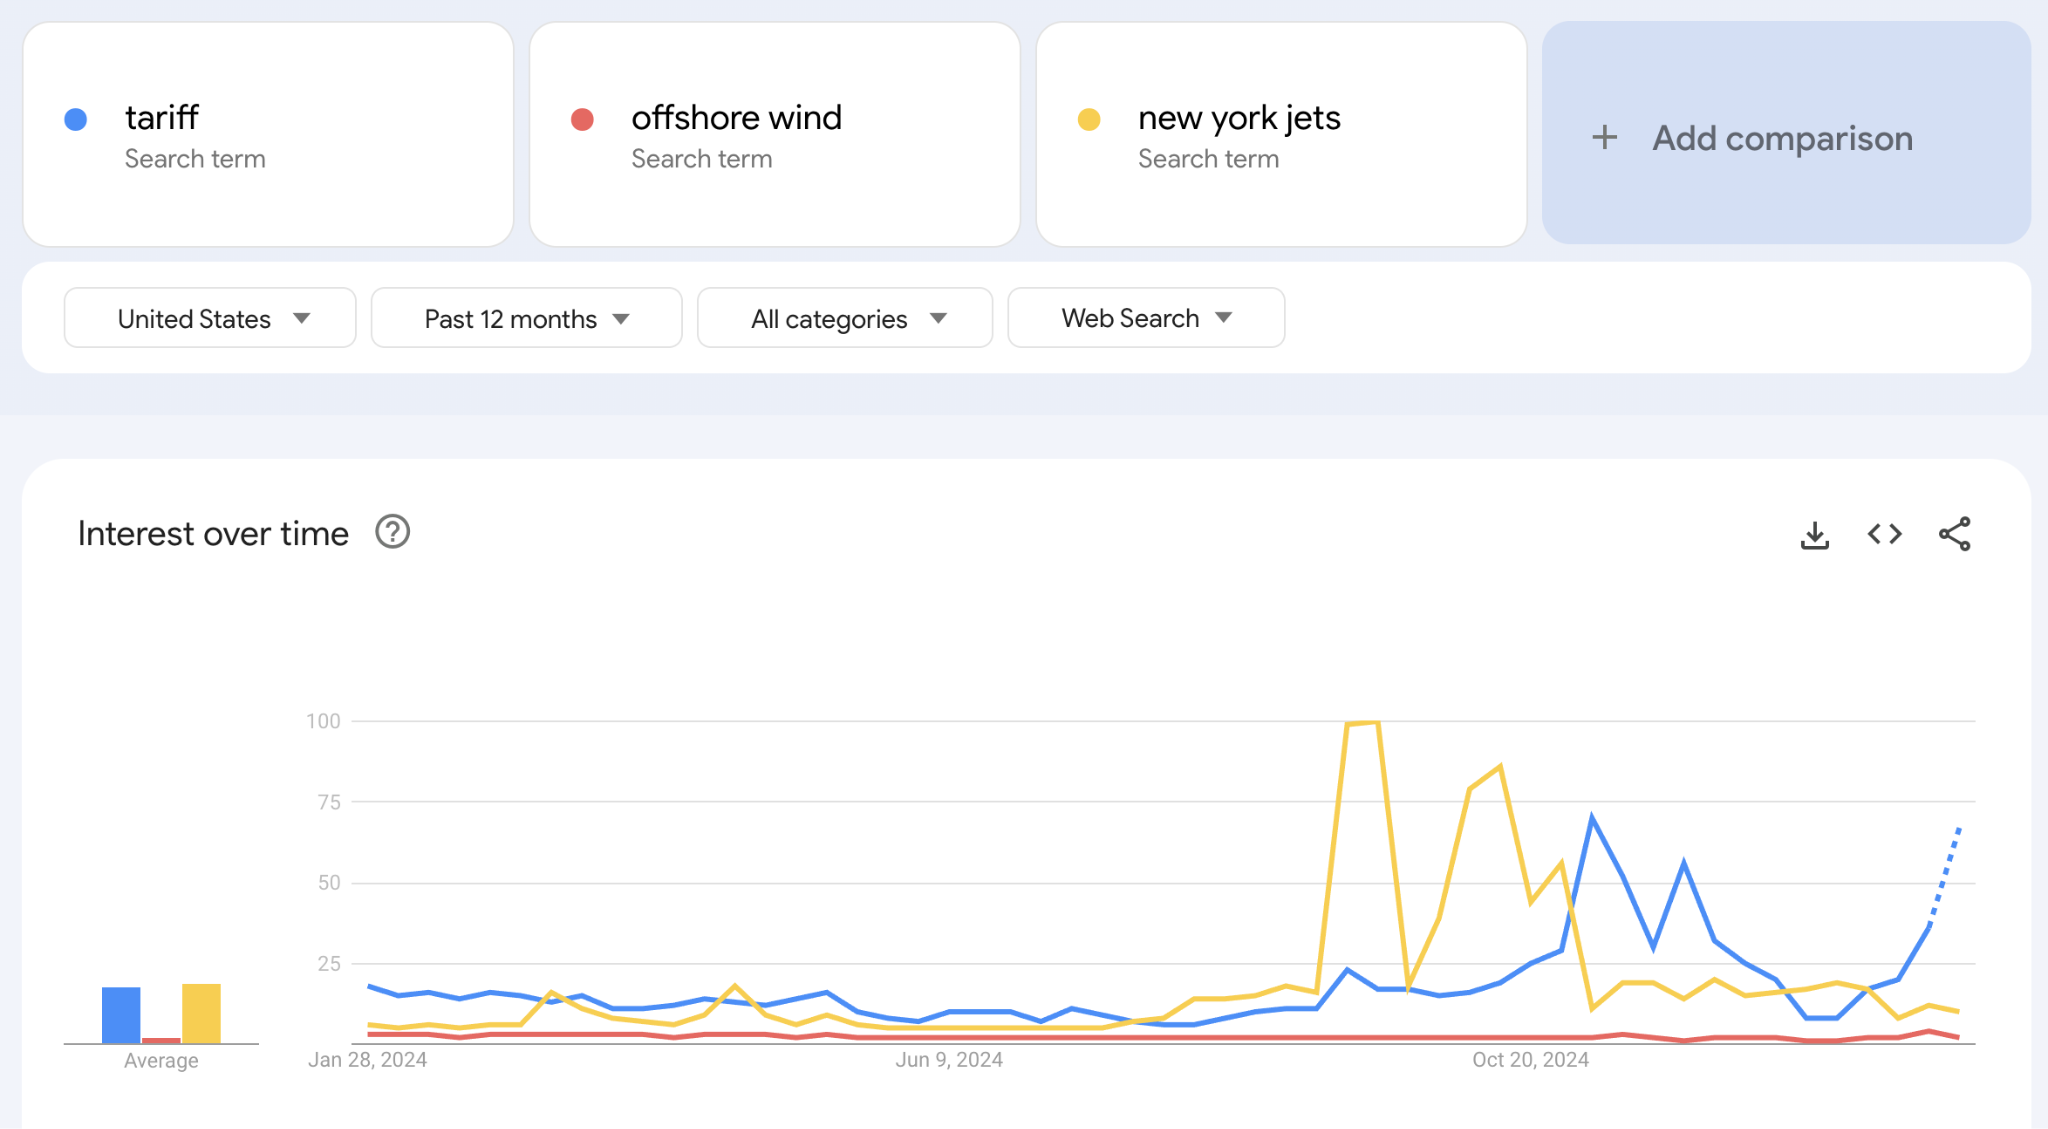 tariff
Search term
offshore wind
Search term
new york jets
Search term
+ Add comparison
United States
Past 12 months
All categories
Web Search
Interest over time
?
100
75
50
25
Average
Jan 28, 2024
Jun 9, 2024
Oct 20, 2024